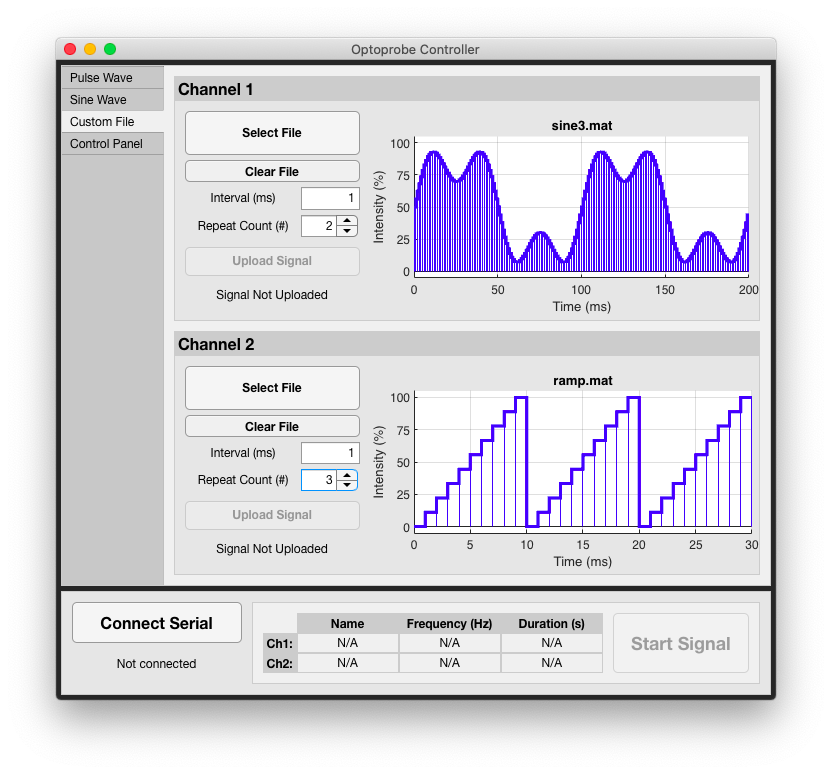 Optoprobe Controller
Pulse Wave
Sine Wave
Custom File
Control Panel
Channel 1
Select File
Clear File
Interval (ms) 1
Repeat Count (#) 2
Upload Signal
Signal Not Uploaded
sine3.mat
Intensity (%)
100
75
50
25
0
0 50 100 150 200
Time (ms)
Channel 2
Select File
Clear File
Interval (ms) 1
Repeat Count (#) 3
Upload Signal
Signal Not Uploaded
ramp.mat
Intensity (%)
100
75
50
25
0
0 5 10 15 20 25 30
Time (ms)
Connect Serial
Not connected
Name Frequency (Hz) Duration (s)
Ch1: N/A N/A N/A
Ch2: N/A N/A N/A
Start Signal